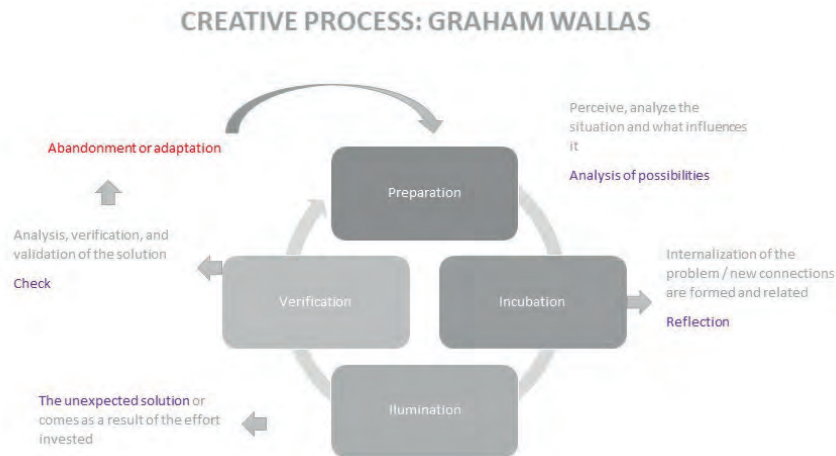 CREATIVE PROCESS: GRAHAM WALLAS
Abandonment or adaptation
Perceive, analyze the
situation and what influences
it
Analysis of possibilities
Preparation
Analysis, verification, and
validation of the solution
Check
Verification
Incubation
Internalization of the
problem / new connections
are formed and related
Reflection
The unexpected solution or
comes as a result of the effort
invested
Ilumination